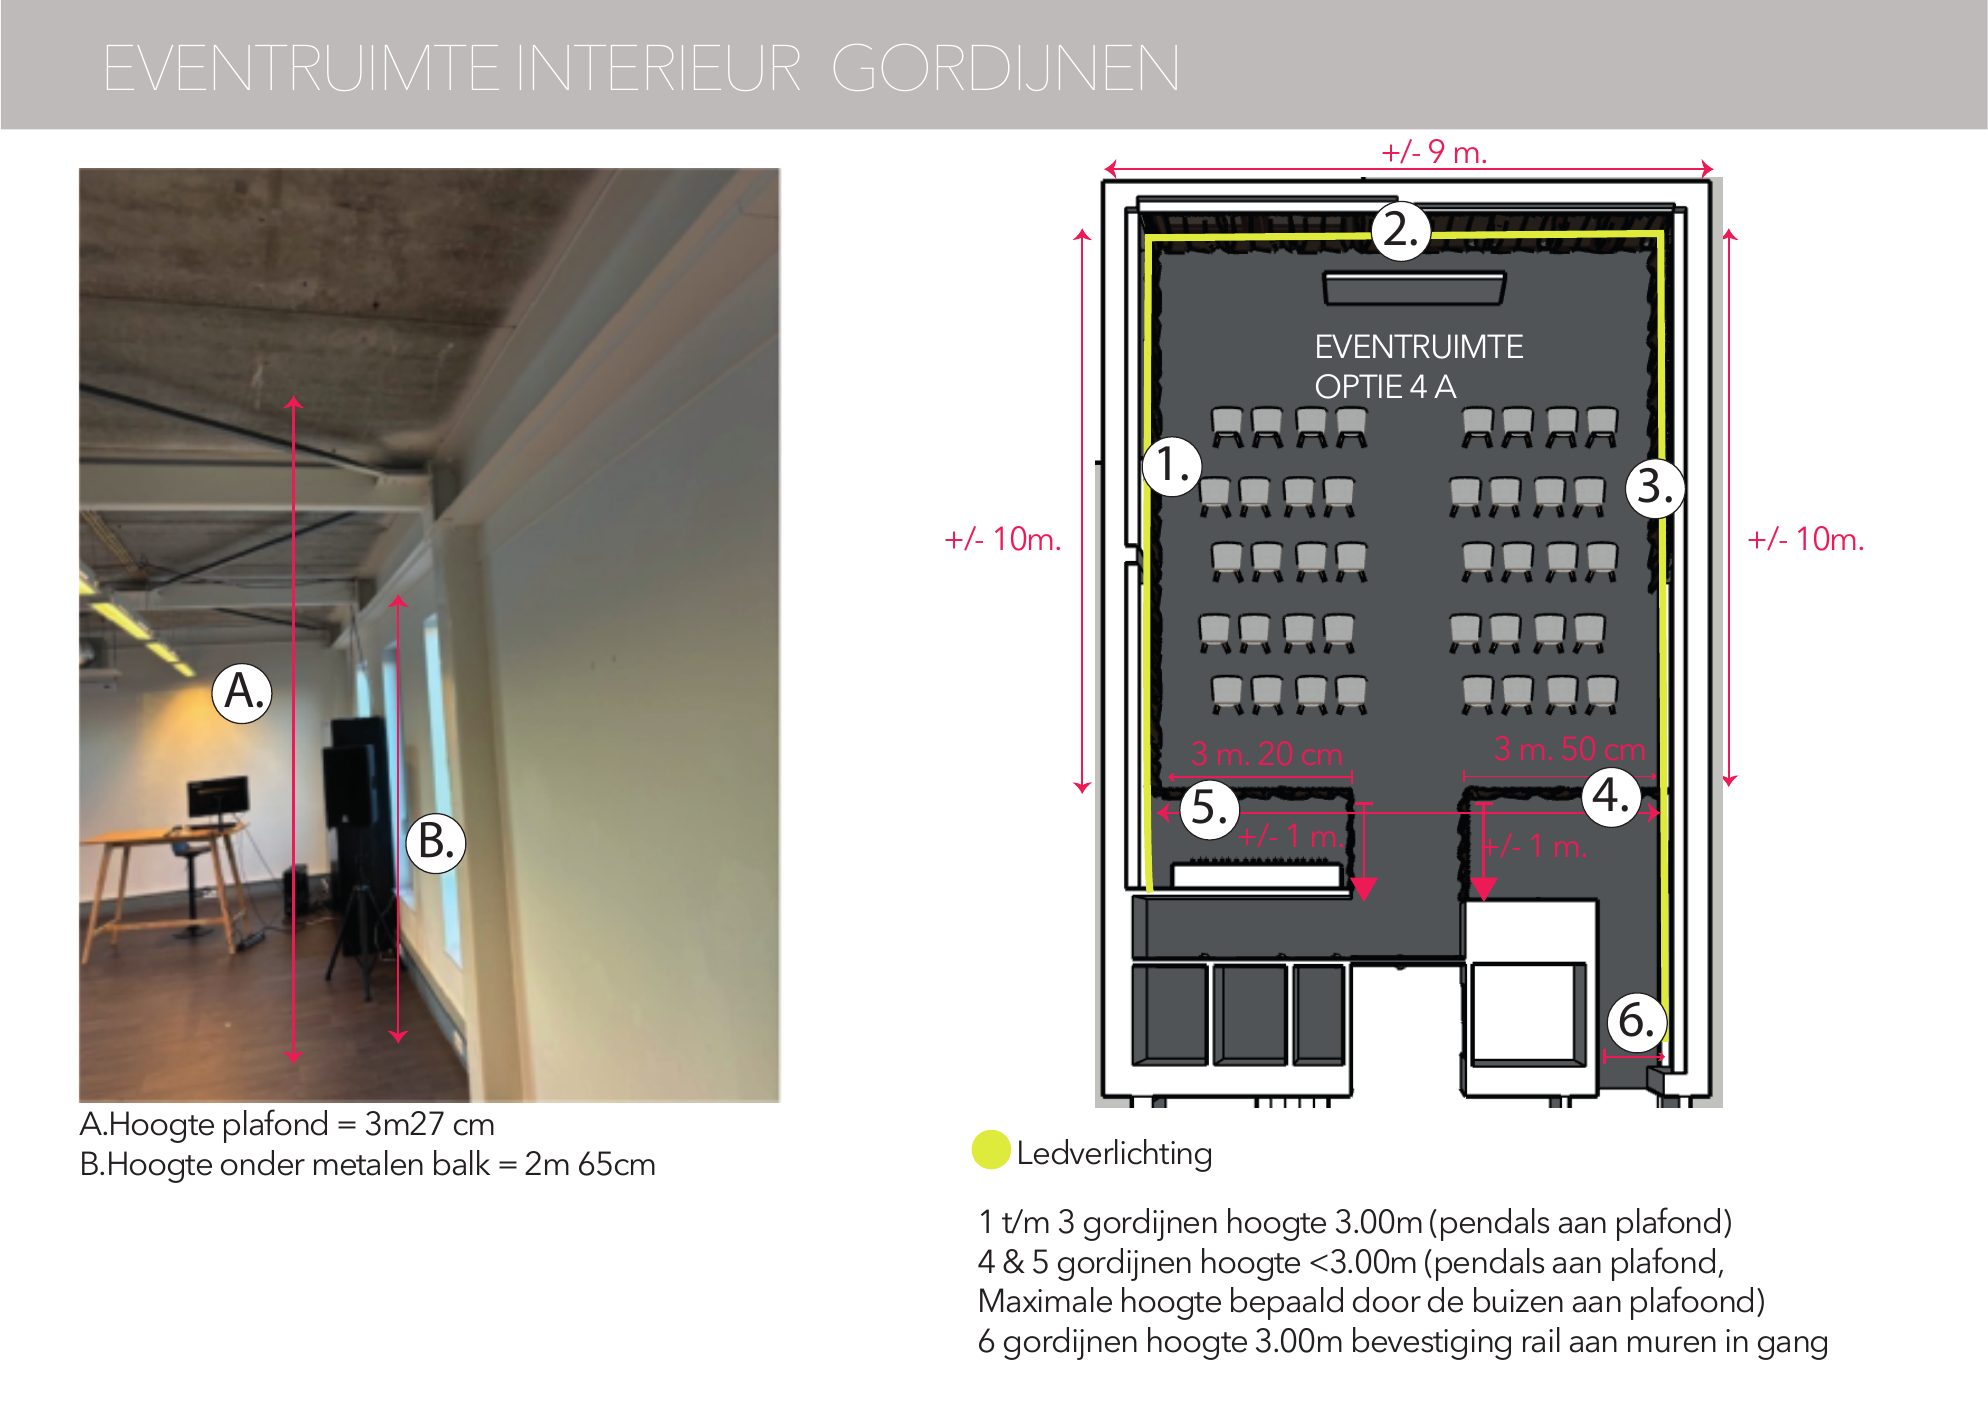 EVENTRUIMTE INTERIEUR GORDIJNEN
+/- 9 m.
2.
EVENTRUIMTE
OPTIE 4 A
1.
3.
+/- 10m.
+/- 10m.
A.
B.
3 m. 20 cm
3 m. 50 cm
5.
4.
+/- 1 m.
+/- 1 m.
6.
A.Hoogte plafond = 3m27 cm
B.Hoogte onder metalen balk = 2m 65cm
Ledverlichting
1 t/m 3 gordijnen hoogte 3.00m (pendals aan plafond)
4 & 5 gordijnen hoogte <3.00m (pendals aan plafond,
Maximale hoogte bepaald door de buizen aan plafoond)
6 gordijnen hoogte 3.00m bevestiging rail aan muren in gang